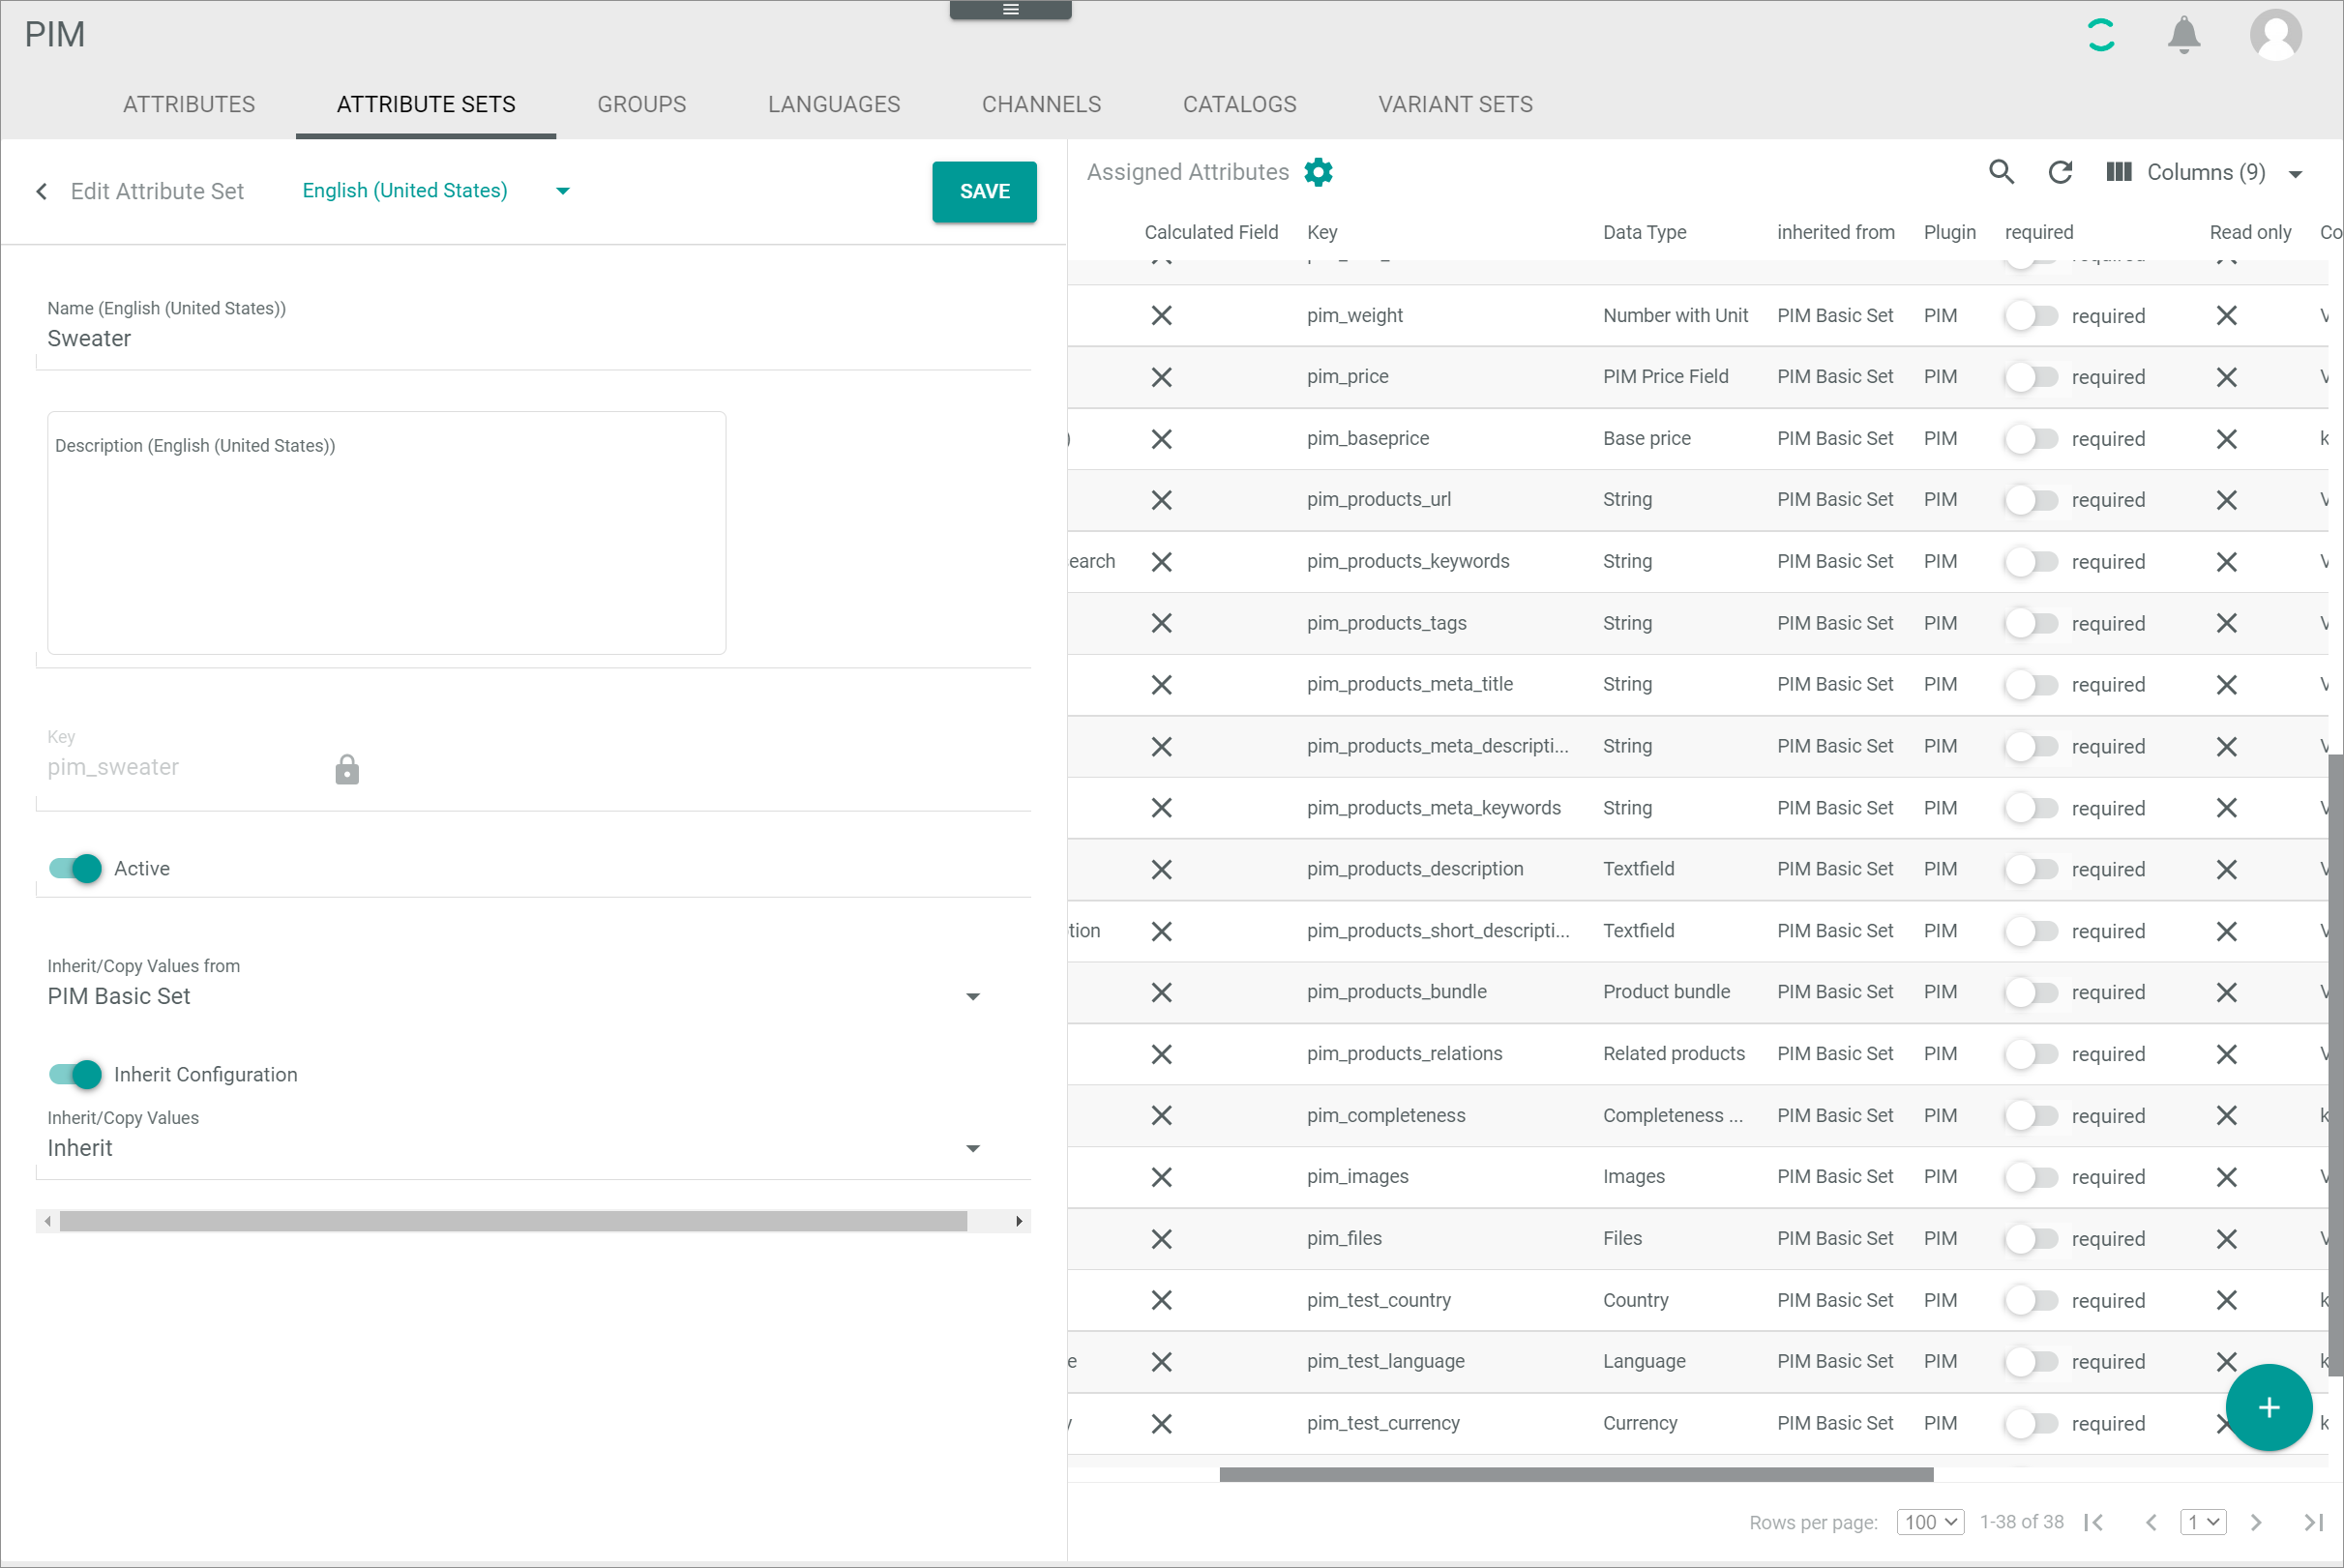 PIM
ATTRIBUTES ATTRIBUTE SETS GROUPS LANGUAGES CHANNELS CATALOGS VARIANT SETS
Edit Attribute Set English (United States) SAVE
Name (English (United States))
Sweater
Description (English (United States))
Key
pim_sweater
Active
Inherit/Copy Values from
PIM Basic Set
Inherit Configuration
Inherit/Copy Values
Inherit
Assigned Attributes Columns (9)
Calculated Field Key Data Type inherited from Plugin required Read only Co
pim_weight Number with Unit PIM Basic Set PIM required
pim_price PIM Price Field PIM Basic Set PIM required
) pim_baseprice Base price PIM Basic Set PIM required
pim_products_url String PIM Basic Set PIM required
earch pim_products_keywords String PIM Basic Set PIM required
pim_products_tags String PIM Basic Set PIM required
pim_products_meta_title String PIM Basic Set PIM required
pim_products_meta_descripti... String PIM Basic Set PIM required
pim_products_meta_keywords String PIM Basic Set PIM required
pim_products_description Textfield PIM Basic Set PIM required
tion pim_products_short_descripti... Textfield PIM Basic Set PIM required
pim_products_bundle Product bundle PIM Basic Set PIM required
pim_products_relations Related products PIM Basic Set PIM required
pim_completeness Completeness ... PIM Basic Set PIM required
pim_images Images PIM Basic Set PIM required
pim_files Files PIM Basic Set PIM required
pim_test_country Country PIM Basic Set PIM required
e pim_test_language Language PIM Basic Set PIM required
y pim_test_currency Currency PIM Basic Set PIM required
Rows per page: 100 1-38 of 38 1